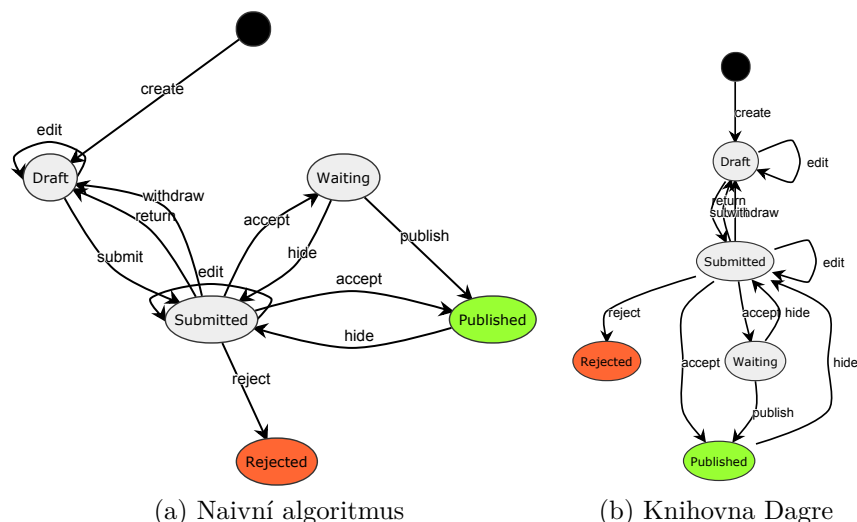 create
edit
Draft
Waiting
withdraw
return
accept
publish
submit
hide
edit
accept
Submitted
Published
hide
reject
Rejected
(a) Naivní algoritmus
create
Draft
edit
return
withdraw
Submitted
edit
reject
accept
hide
Rejected
accept
Waiting
hide
publish
Published
(b) Knihovna Dagre